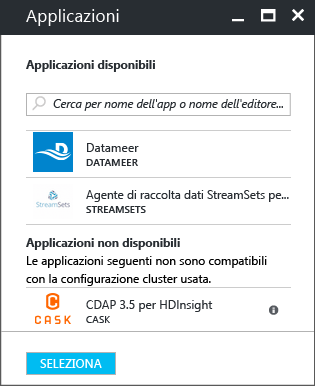 Applicazioni
Applicazioni disponibili
Cerca per nome dell'app o nome dell'editore...
Datameer
DATAMEER
StreamSets
Agente di raccolta dati StreamSets pe...
STREAMSETS
Applicazioni non disponibili
Le applicazioni seguenti non sono compatibili
con la configurazione cluster usata.
CASK
CDAP 3.5 per HDInsight
CASK
SELEZIONA